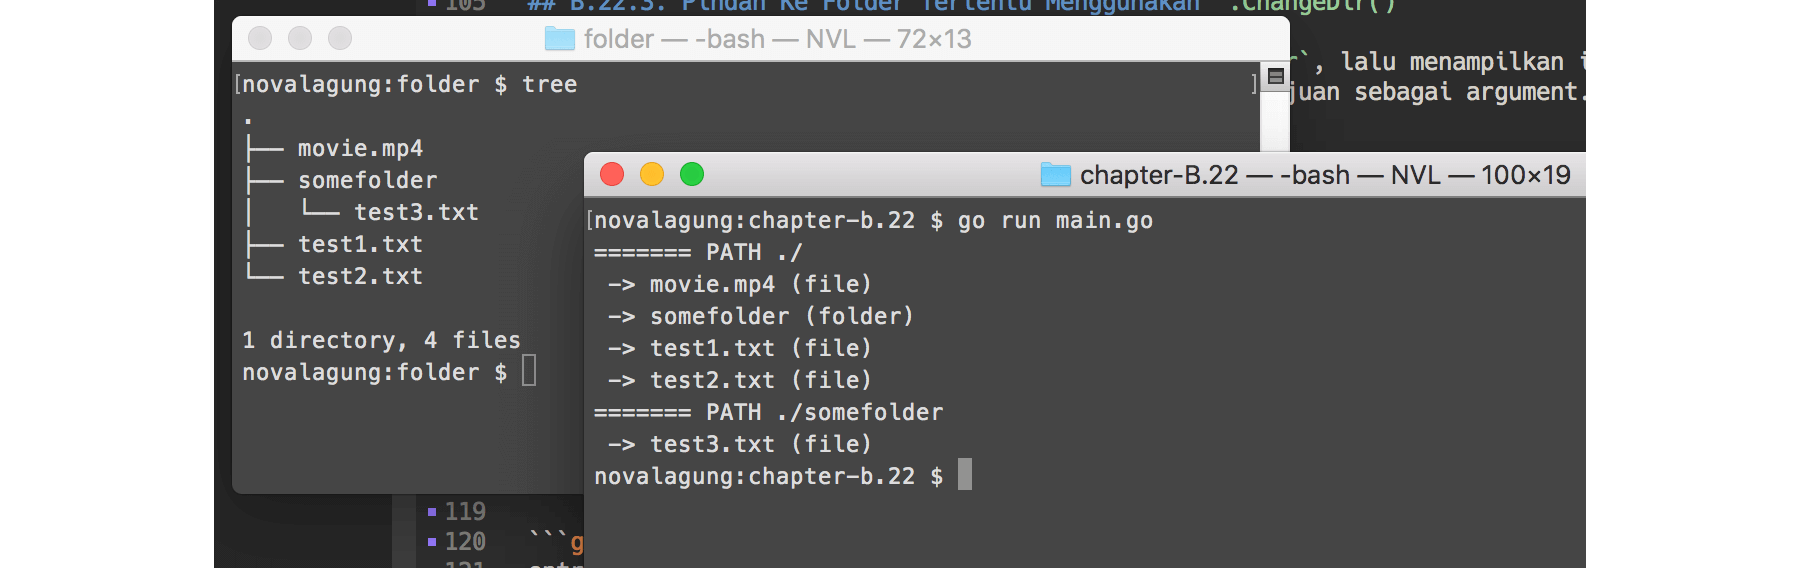 105 ## B.22.3. Pindah Ke Folder Tertentu Menggunakan `.ChangeDir()
folder — -bash — NVL — 72×13
r`, lalu menampilkan
juan sebagai argument.
[novalagung:folder $ tree ]
.
├── movie.mp4
├── somefolder
│   └── test3.txt
├── test1.txt
└── test2.txt
1 directory, 4 files
novalagung:folder $
chapter-B.22 — -bash — NVL — 100×19
[novalagung:chapter-b.22 $ go run main.go
======= PATH ./
 -> movie.mp4 (file)
 -> somefolder (folder)
 -> test1.txt (file)
 -> test2.txt (file)
======= PATH ./somefolder
 -> test3.txt (file)
novalagung:chapter-b.22 $
119
120 ```g
121